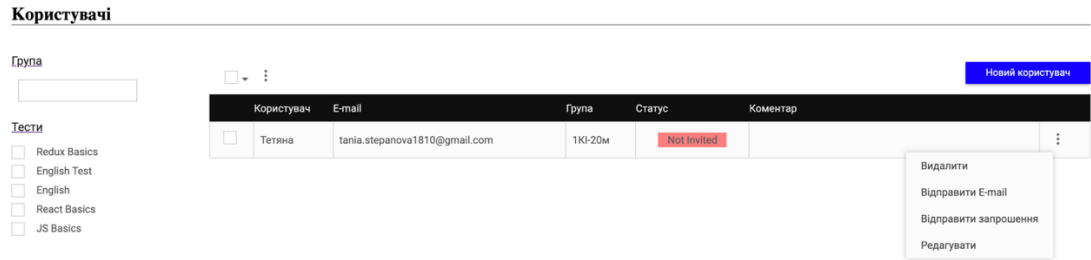 Користувачі
Група
Новий користувач
Користувач E-mail Група Статус Коментар
Тести
Тетяна tania.stepanova1810@gmail.com 1КІ-20м Not Invited
Redux Basics
English Test
English
React Basics
JS Basics
Видалити
Відправити E-mail
Відправити запрошення
Редагувати